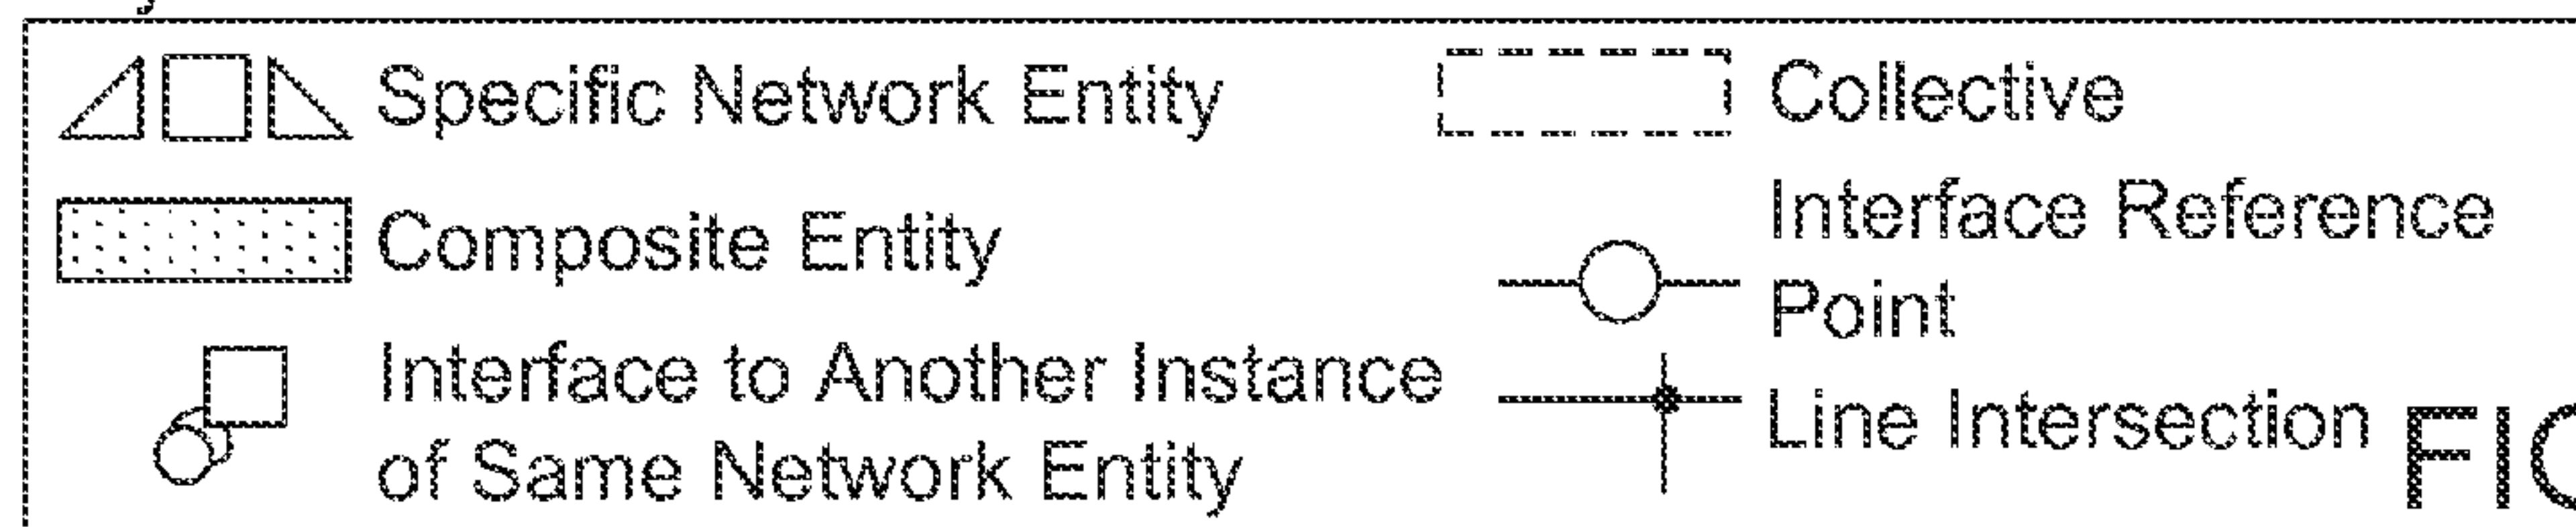 Specific Network Entity
Composite Entity
Interface to Another Instance
of Same Network Entity
Collective
Interface Reference
Point
Line Intersection